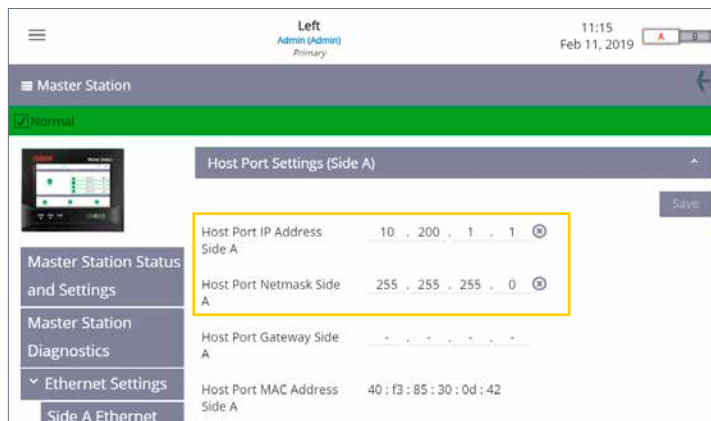 Left
Admin (Admin)
Primary
11:15
Feb 11, 2019
A B
Master Station
Normal
Host Port Settings (Side A)
Save
Host Port IP Address
Side A
10 . 200 . 1 . 1
Host Port Netmask Side
A
255 . 255 . 255 . 0
Host Port Gateway Side
A
- . - . - . -
Host Port MAC Address
Side A
40 : f3 : 85 : 30 : 0d : 42
Master Station Status
and Settings
Master Station
Diagnostics
Ethernet Settings
Side A Ethernet